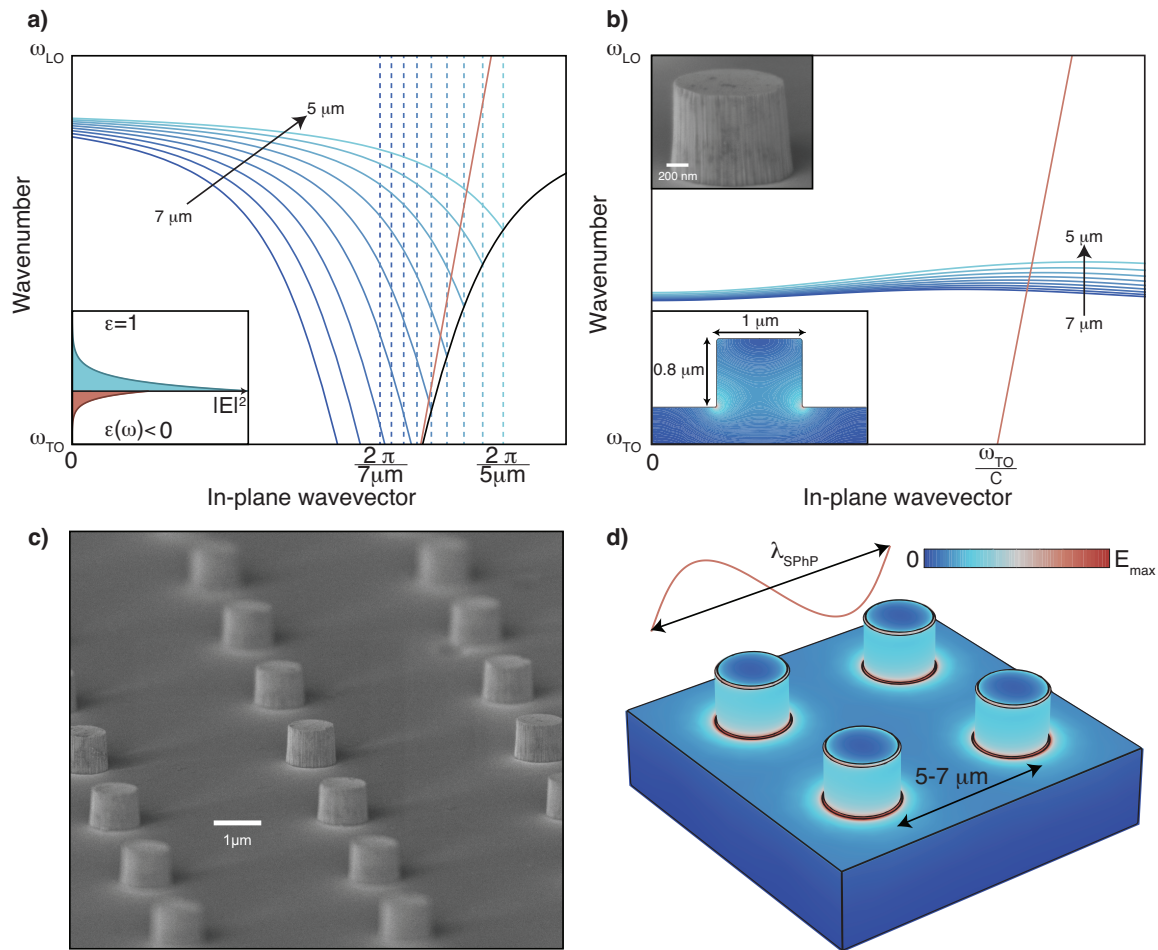 a)
ω_LO
5 μm
7 μm
Wavenumber
ε=1
|E|²
ε(ω)<0
ω_TO
0
2 π
7μm
2 π
5μm
In-plane wavevector
b)
ω_LO
200 nm
5 μm
7 μm
Wavenumber
1 μm
0.8 μm
ω_TO
0
ω_TO
C
In-plane wavevector
c)
1μm
d)
λ_SPhP
0
E_max
5-7 μm